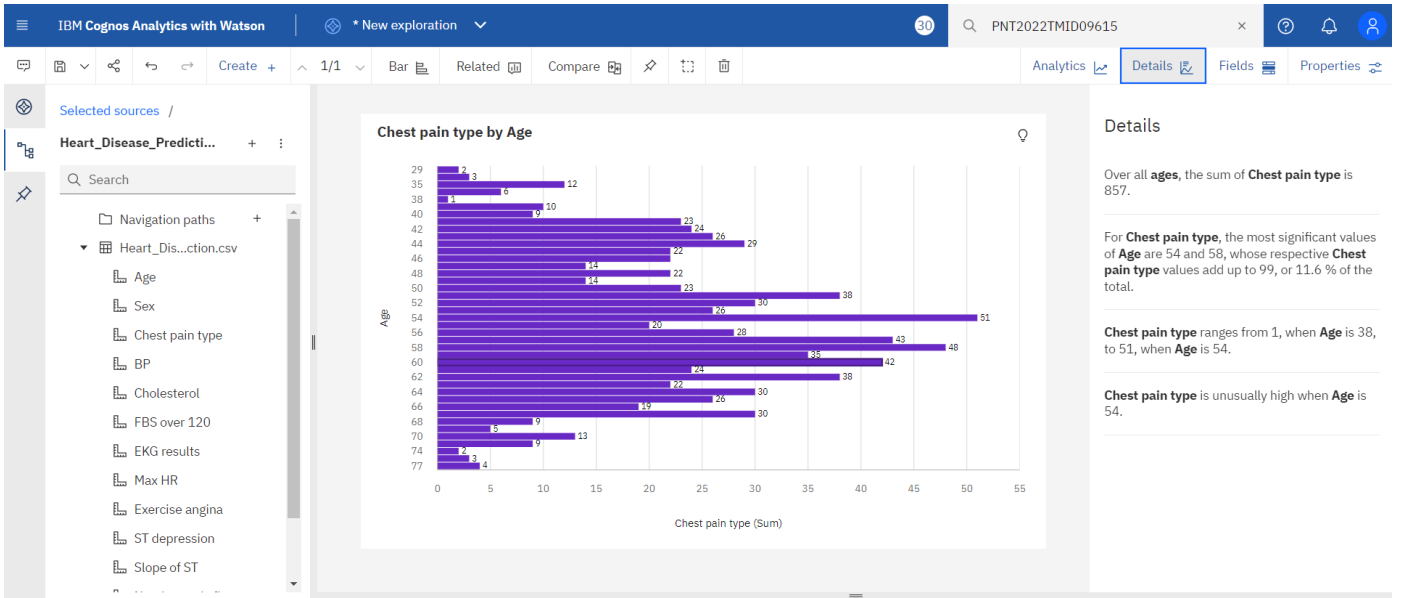 IBM Cognos Analytics with Watson
* New exploration
30
PNT2022TMID09615
Create +
1/1
Bar
Related
Compare
Analytics
Details
Fields
Properties
Selected sources /
Heart_Disease_Predicti...
Search
Navigation paths
Heart_Dis...ction.csv
Age
Sex
Chest pain type
BP
Cholesterol
FBS over 120
EKG results
Max HR
Exercise angina
ST depression
Slope of ST
Chest pain type by Age
Age
29 2
3
35 12
6
38 1
10
40 9
23
42 24
26
44 29
22
46
14
48 22
14
50 23
38
52 30
26
54 51
20
56 28
43
58 48
35
60 42
24
62 38
22
64 30
26
66 19
30
68 9
5
70 13
9
74 2
3
77 4
0 5 10 15 20 25 30 35 40 45 50 55
Chest pain type (Sum)
Details
Over all ages, the sum of Chest pain type is
857.
For Chest pain type, the most significant values
of Age are 54 and 58, whose respective Chest
pain type values add up to 99, or 11.6 % of the
total.
Chest pain type ranges from 1, when Age is 38,
to 51, when Age is 54.
Chest pain type is unusually high when Age is
54.